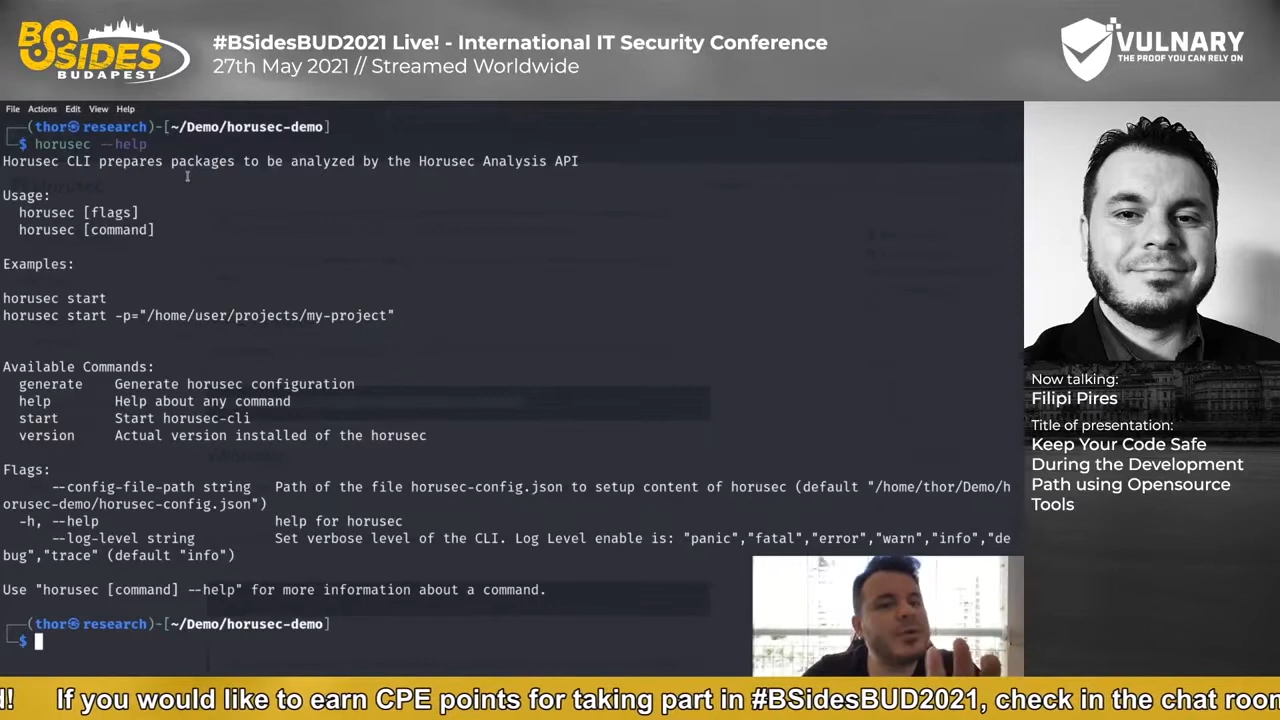 BSIDES
BUDAPEST
#BSidesBUD2021 Live! - International IT Security Conference
27th May 2021 // Streamed Worldwide
VULNARY
THE PROOF YOU CAN RELY ON
File Actions Edit View Help
(thor㉿research)-[~/Demo/horusec-demo]
$ horusec --help
Horusec CLI prepares packages to be analyzed by the Horusec Analysis API
Usage:
horusec [flags]
horusec [command]
Examples:
horusec start
horusec start -p="/home/user/projects/my-project"
Available Commands:
generate Generate horusec configuration
help Help about any command
start Start horusec-cli
version Actual version installed of the horusec
Flags:
--config-file-path string Path of the file horusec-config.json to setup content of horusec (default "/home/thor/Demo/h
orusec-demo/horusec-config.json")
-h, --help help for horusec
--log-level string Set verbose level of the CLI. Log Level enable is: "panic","fatal","error","warn","info","de
bug","trace" (default "info")
Use "horusec [command] --help" for more information about a command.
(thor㉿research)-[~/Demo/horusec-demo]
$
Now talking:
Filipi Pires
Title of presentation:
Keep Your Code Safe
During the Development
Path using Opensource
Tools
d! If you would like to earn CPE points for taking part in #BSidesBUD2021, check in the chat room